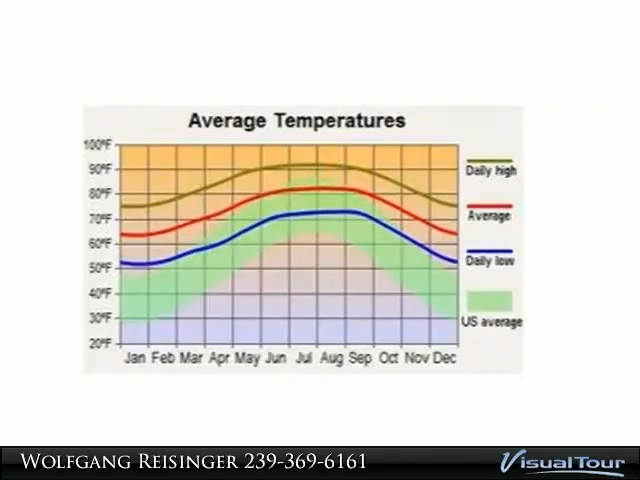 Average Temperatures
100°F
90°F
80°F
70°F
60°F
50°F
40°F
30°F
20°F
Jan Feb Mar Apr May Jun Jul Aug Sep Oct Nov Dec
Daily high
Average
Daily low
US average
WOLFGANG REISINGER 239-369-6161
VISUALTOUR